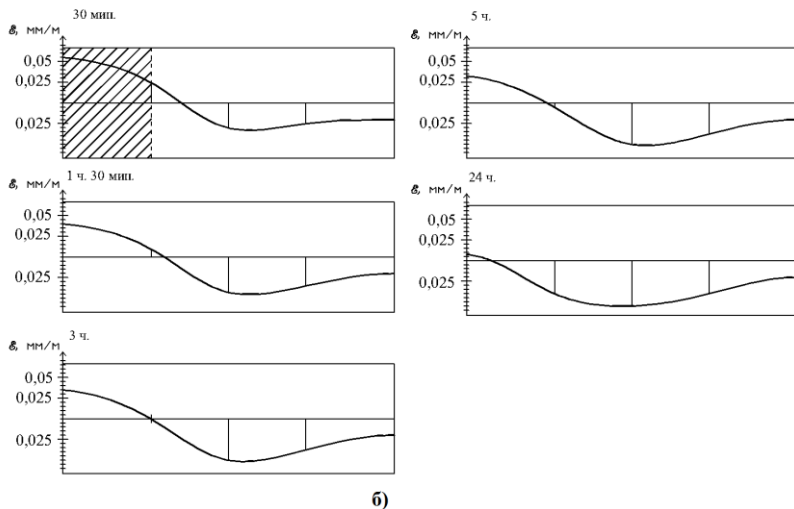 30 мин.
ℰ, мм/м
0,05
0,025
0,025
1 ч. 30 мин.
ℰ, мм/м
0,05
0,025
0,025
3 ч.
ℰ, мм/м
0,05
0,025
0,025
5 ч.
ℰ, мм/м
0,05
0,025
0,025
24 ч.
ℰ, мм/м
0,05
0,025
0,025
б)